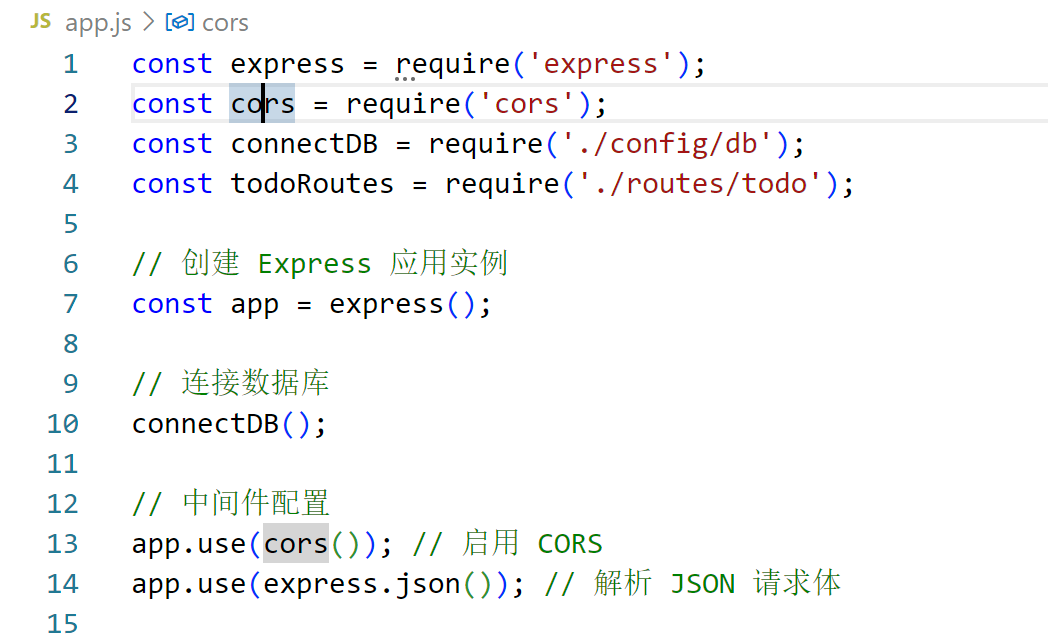 JS app.js > cors
1 const express = require('express');
2 const cors = require('cors');
3 const connectDB = require('./config/db');
4 const todoRoutes = require('./routes/todo');
5
6 // 创建 Express 应用实例
7 const app = express();
8
9 // 连接数据库
10 connectDB();
11
12 // 中间件配置
13 app.use(cors()); // 启用 CORS
14 app.use(express.json()); // 解析 JSON 请求体
15